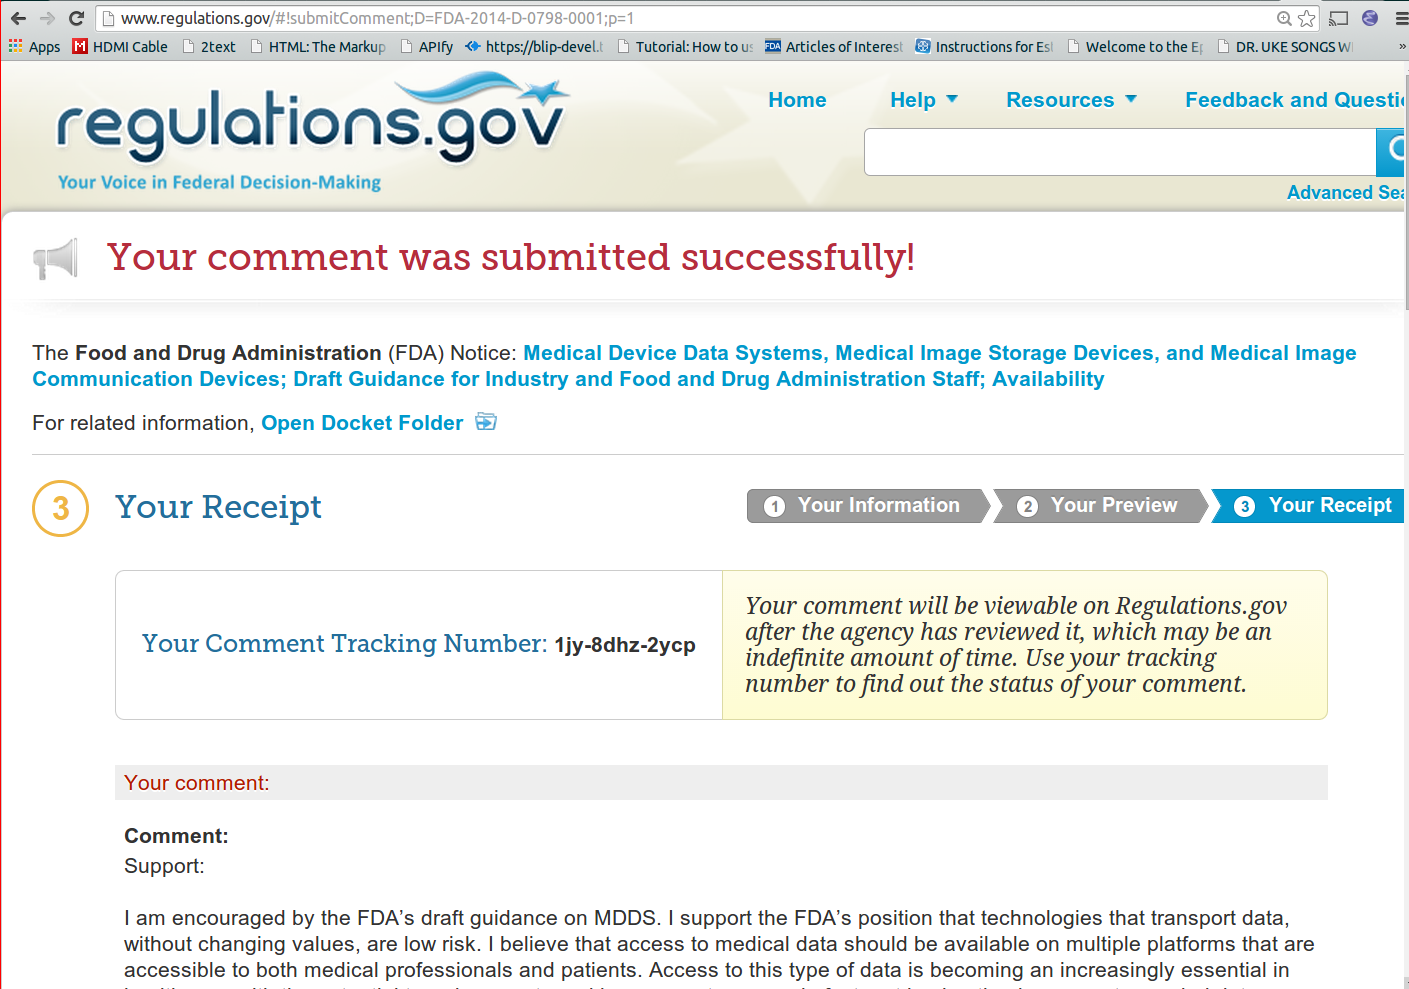 www.regulations.gov/#!submitComment;D=FDA-2014-D-0798-0001;p=1
Apps HDMI Cable 2text HTML: The Markup APIfy https://blip-devel.t Tutorial: How to us FDA Articles of Interest Instructions for Est Welcome to the Ep DR. UKE SONGS W »
regulations.gov
Your Voice in Federal Decision-Making
Home Help Resources Feedback and Questi
Advanced Sea
Your comment was submitted successfully!
The Food and Drug Administration (FDA) Notice: Medical Device Data Systems, Medical Image Storage Devices, and Medical Image
Communication Devices; Draft Guidance for Industry and Food and Drug Administration Staff; Availability
For related information, Open Docket Folder
3 Your Receipt
1 Your Information 2 Your Preview 3 Your Receipt
Your Comment Tracking Number: 1jy-8dhz-2ycp
Your comment will be viewable on Regulations.gov
after the agency has reviewed it, which may be an
indefinite amount of time. Use your tracking
number to find out the status of your comment.
Your comment:
Comment:
Support:
I am encouraged by the FDA’s draft guidance on MDDS. I support the FDA’s position that technologies that transport data,
without changing values, are low risk. I believe that access to medical data should be available on multiple platforms that are
accessible to both medical professionals and patients. Access to this type of data is becoming an increasingly essential in